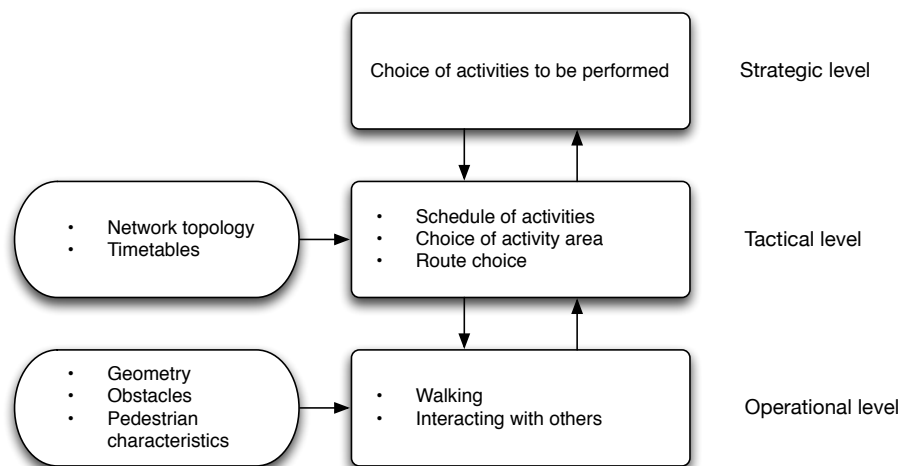 Choice of activities to be performed
Strategic level
• Network topology
• Timetables
• Schedule of activities
• Choice of activity area
• Route choice
Tactical level
• Geometry
• Obstacles
• Pedestrian
characteristics
• Walking
• Interacting with others
Operational level